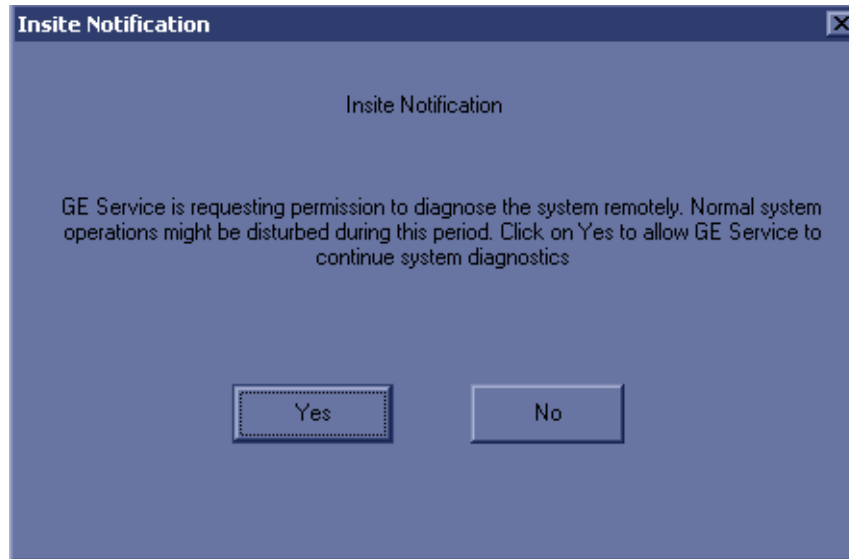 Insite Notification
Insite Notification
GE Service is requesting permission to diagnose the system remotely. Normal system
operations might be disturbed during this period. Click on Yes to allow GE Service to
continue system diagnostics
Yes
No